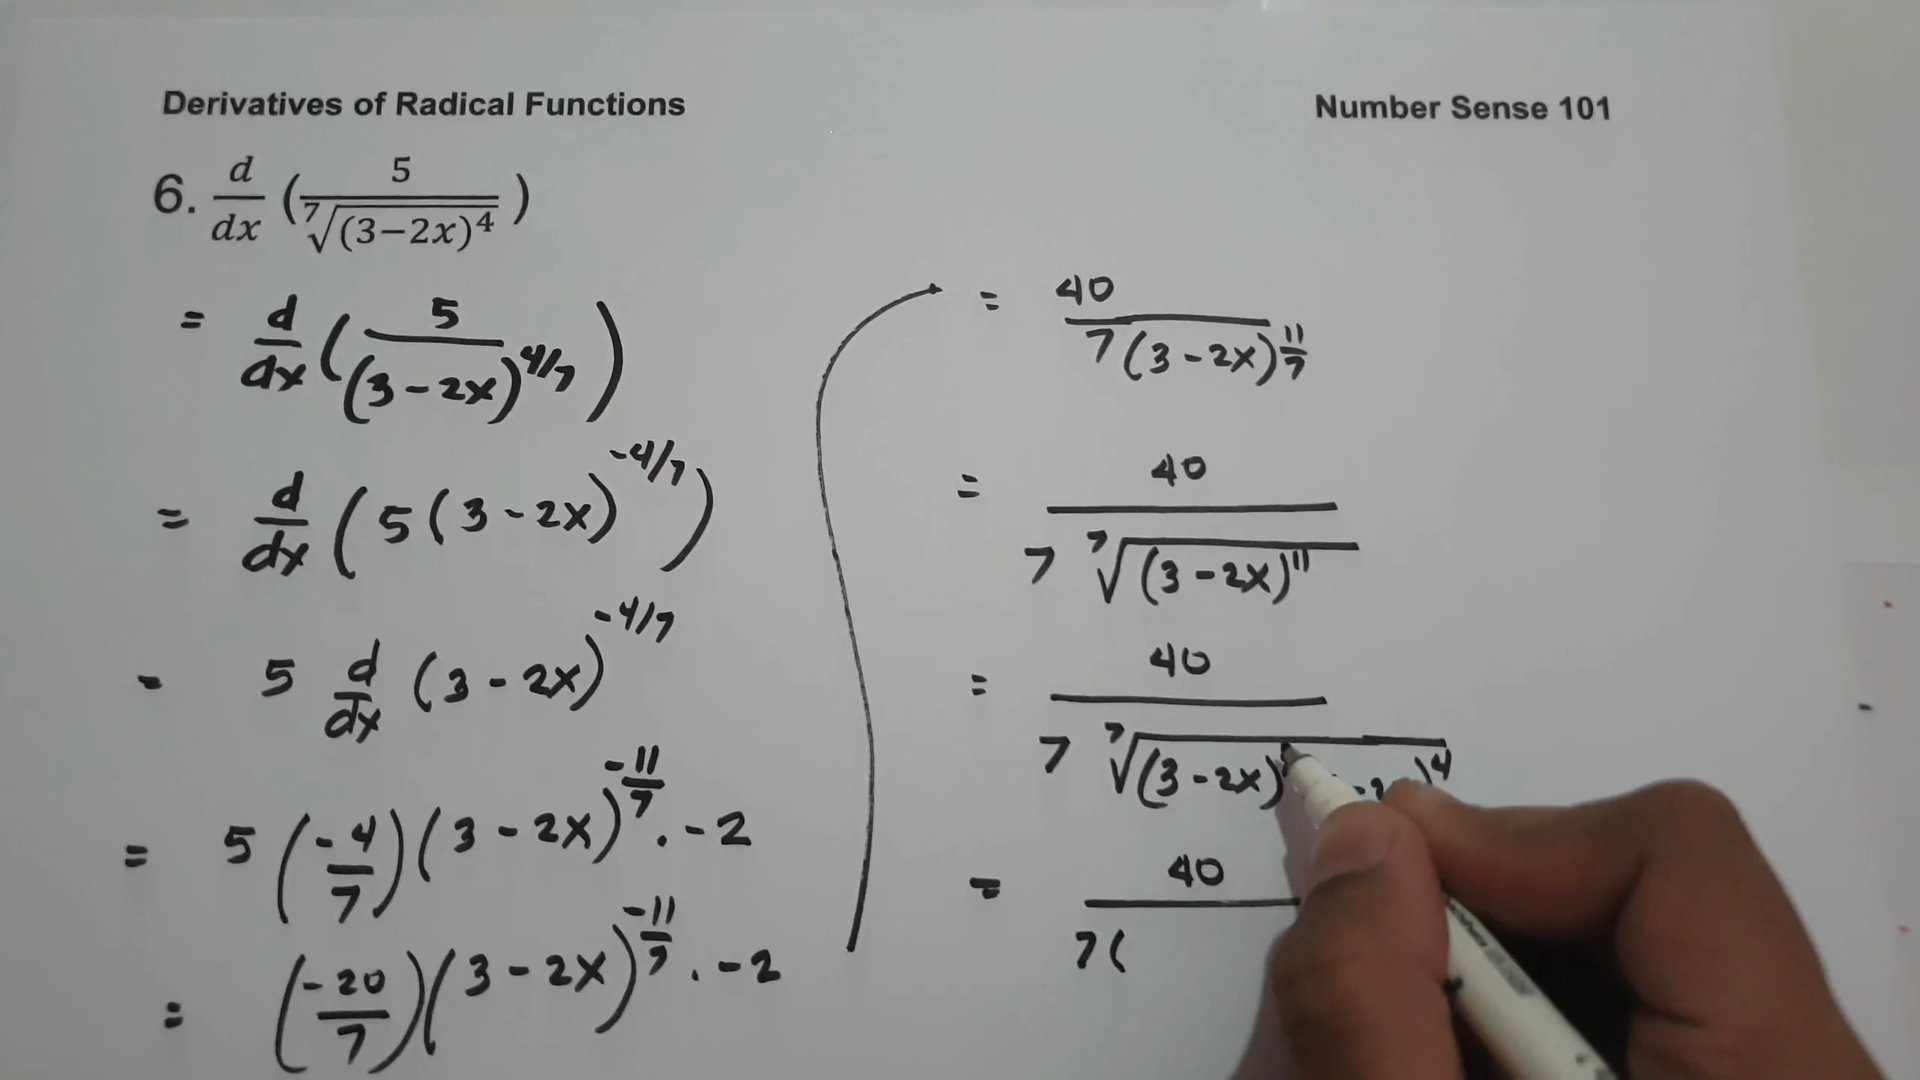 Derivatives of Radical Functions
Number Sense 101
6. d/dx (5/⁷√(3−2x)⁴)
= d/dx (5/(3-2x)^4/7)
= d/dx (5(3-2x)^-4/7)
- 5 d/dx (3-2x)^-4/7
= 5(-4/7)(3-2x)^-11/7 . -2
= (-20/7)(3-2x)^-11/7 . -2
= 40/7(3-2x)^11/7
= 40/7 ⁷√(3-2x)^11
= 40/7 ⁷√(3-2x) )^4
= 40/7(